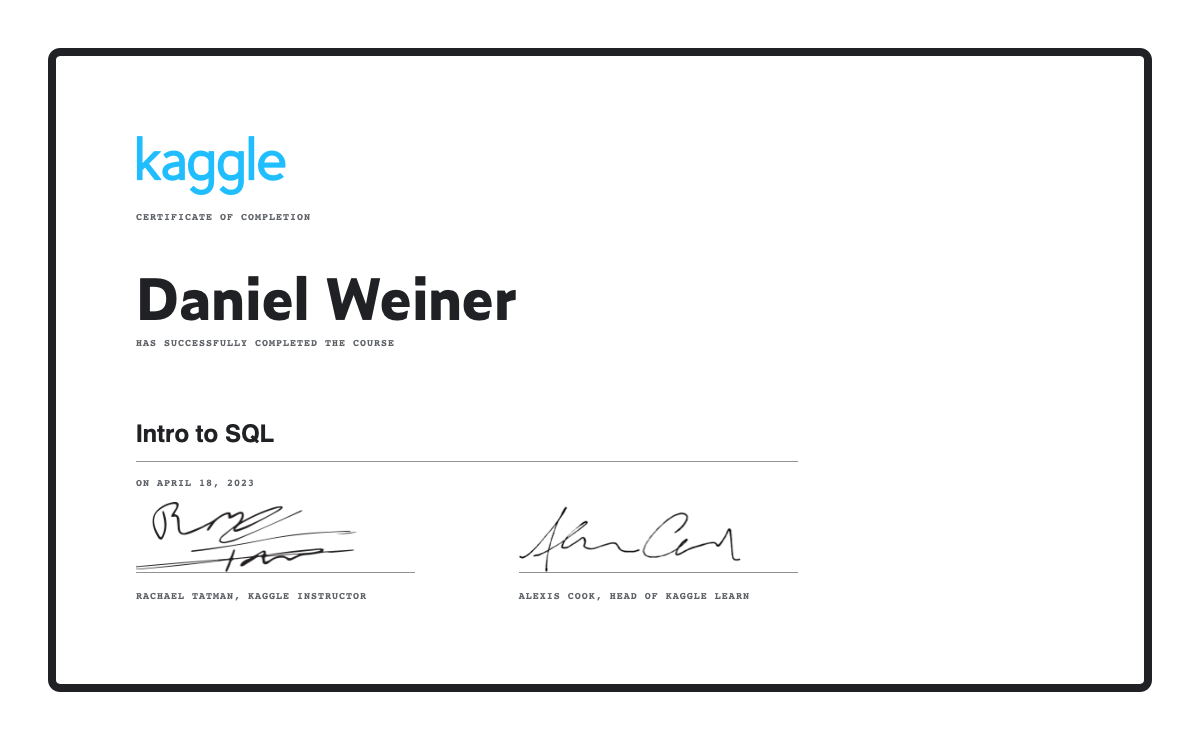 kaggle
CERTIFICATE OF COMPLETION
Daniel Weiner
HAS SUCCESSFULLY COMPLETED THE COURSE
Intro to SQL
ON APRIL 18, 2023
RACHAEL TATMAN, KAGGLE INSTRUCTOR
ALEXIS COOK, HEAD OF KAGGLE LEARN